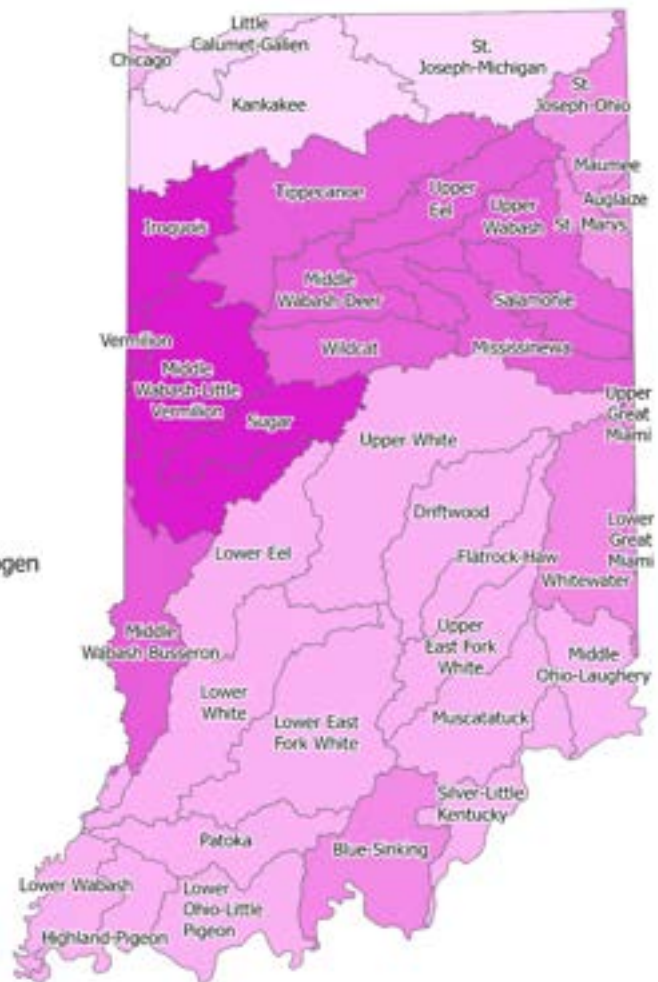 Little
Calumet-Galien
Chicago
St.
Joseph-Michigan
Kankakee
St.
Joseph-Ohio
Maumee
Tippecanoe
Upper
Eel
Auglaize
Upper
Wabash
St. Marys
Iroquois
Middle
Wabash-Deer
Salamonie
Vermilion
Wildcat
Mississinewa
Middle
Wabash-Little
Vermilion
Sugar
Upper
Great
Miami
Upper White
Driftwood
Lower
Great
Miami
Lower Eel
Flatrock-Haw
gen
Whitewater
Middle
Wabash Busseron
Upper
East Fork
White
Middle
Ohio-Laughery
Lower
White
Lower East
Fork White
Muscatatuck
Silver-Little
Kentucky
Patoka
Blue-Sinking
Lower Wabash
Lower
Ohio-Little
Pigeon
Highland-Pigeon